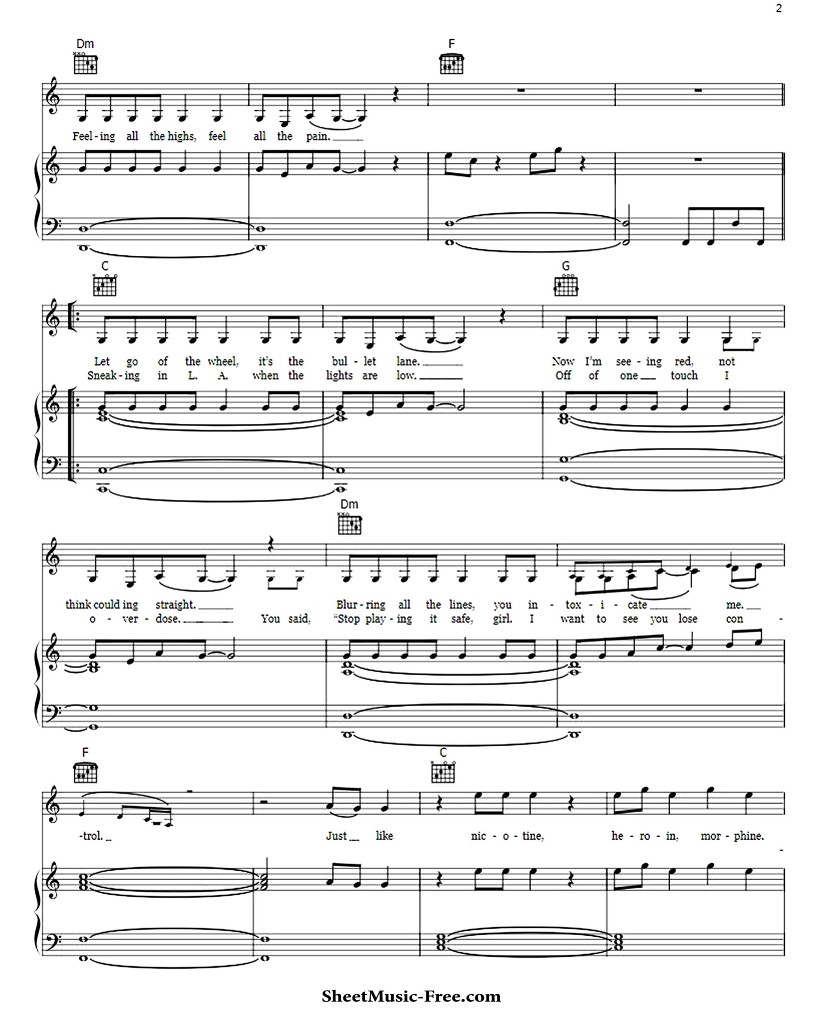 2
Dm F
Feel-ing all the highs, feel all the pain.
C G
Let go of the wheel, it's the bul-let lane. Now I'm see-ing red, not
Sneak-ing in L. A. when the lights are low. Off of one touch I
Dm
think could ing straight. Blur-ring all the lines, you in-tox-i-cate me.
o-ver-dose. You said, "Stop play-ing it safe, girl. I want to see you lose con-
F C
-trol. Just like nic-o-tine, he-ro-in, mor-phine.
SheetMusic-Free.com